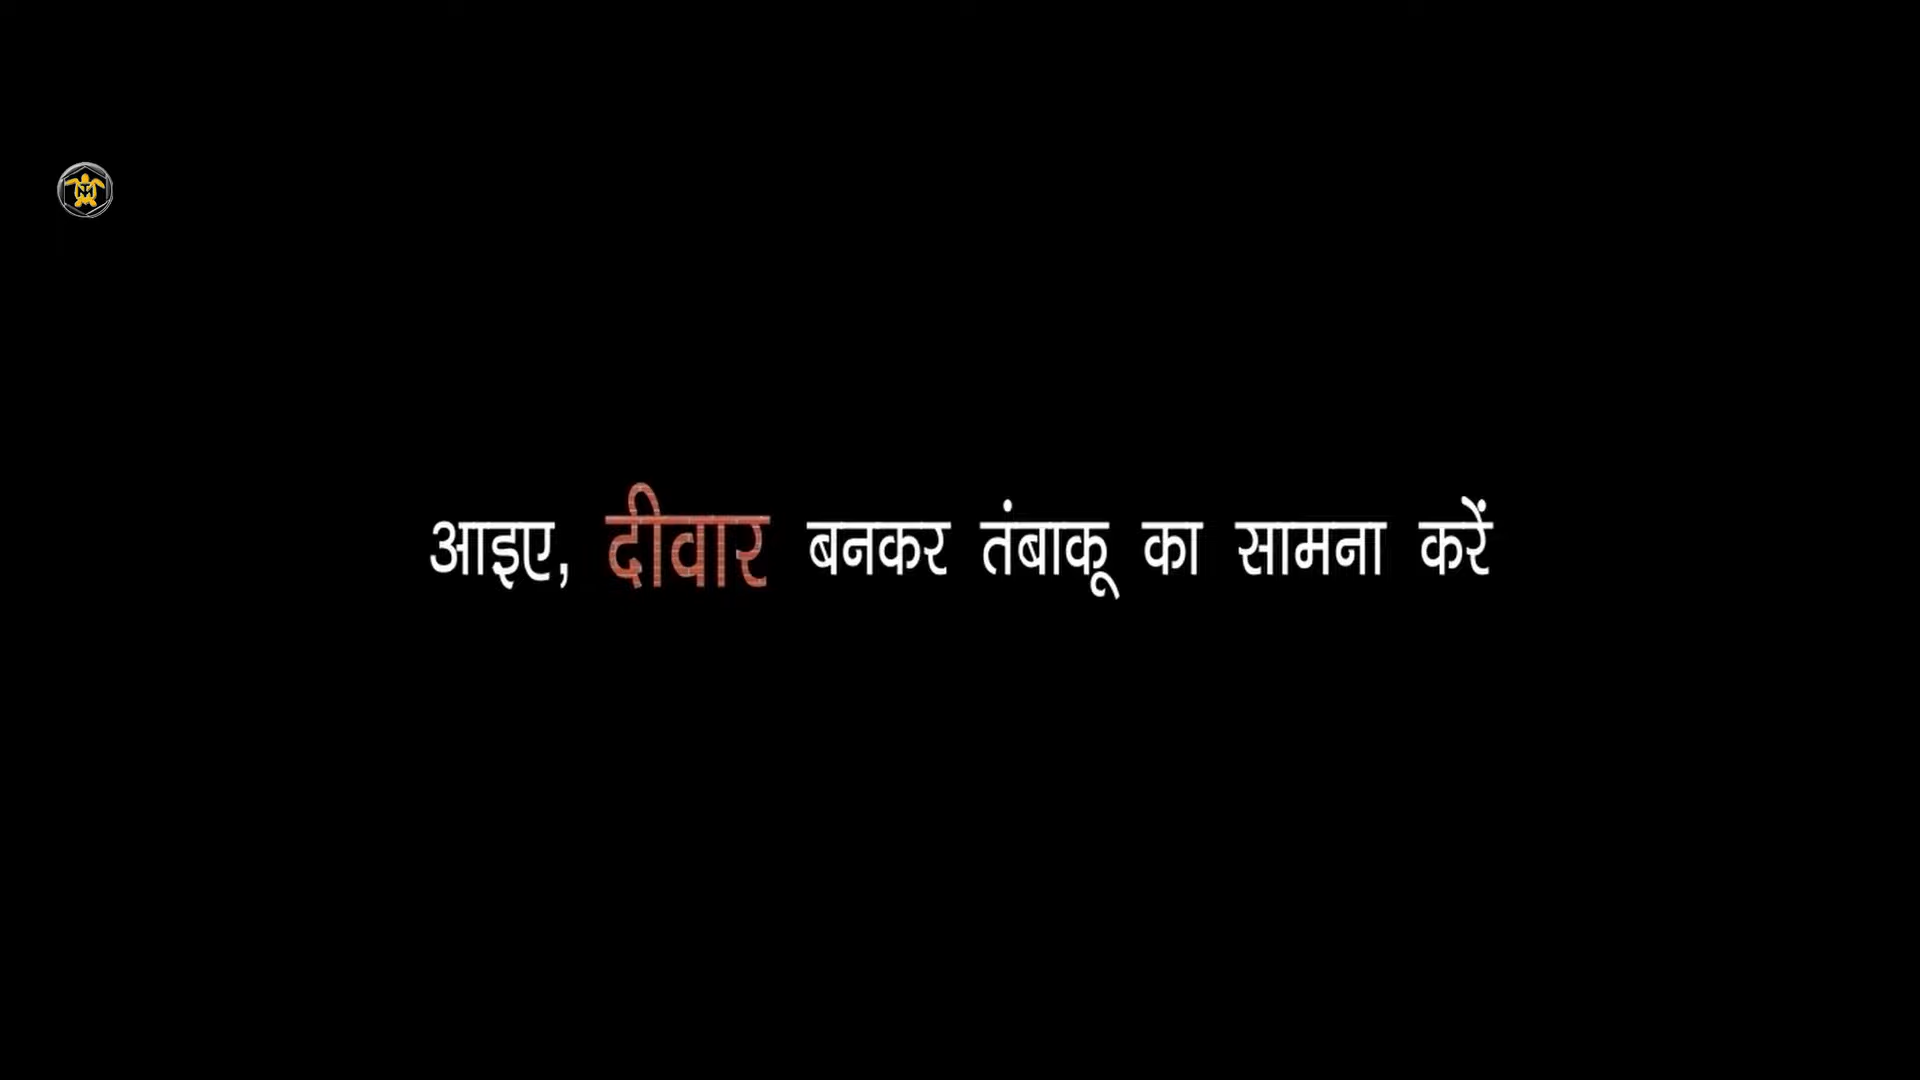 आइए, दीवार बनकर तंबाकू का सामना करें